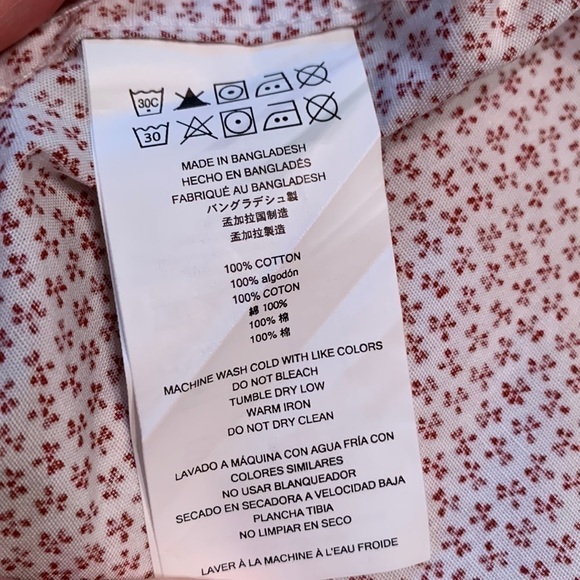 30C
30
MADE IN BANGLADESH
HECHO EN BANGLADÉS
FABRIQUÉ AU BANGLADESH
バングラデシュ製
孟加拉国制造
孟加拉製造
100% COTTON
100% algodón
100% COTON
綿 100%
100% 棉
100% 棉
MACHINE WASH COLD WITH LIKE COLORS
DO NOT BLEACH
TUMBLE DRY LOW
WARM IRON
DO NOT DRY CLEAN
LAVADO A MÁQUINA CON AGUA FRÍA CON
COLORES SIMILARES
NO USAR BLANQUEADOR
SECADO EN SECADORA A VELOCIDAD BAJA
PLANCHA TIBIA
NO LIMPIAR EN SECO
LAVER À LA MACHINE À L'EAU FROIDE